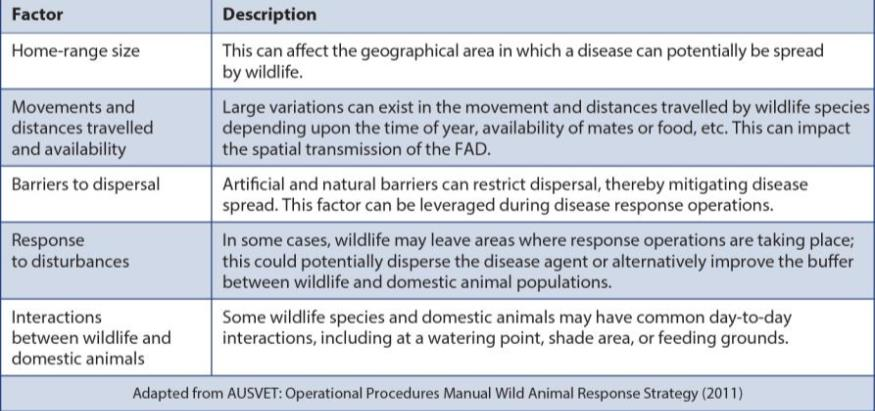 Factor
Description
Home-range size
This can affect the geographical area in which a disease can potentially be spread
by wildlife.
Movements and
distances travelled
and availability
Large variations can exist in the movement and distances travelled by wildlife species
depending upon the time of year, availability of mates or food, etc. This can impact
the spatial transmission of the FAD.
Barriers to dispersal
Artificial and natural barriers can restrict dispersal, thereby mitigating disease
spread. This factor can be leveraged during disease response operations.
Response
to disturbances
In some cases, wildlife may leave areas where response operations are taking place;
this could potentially disperse the disease agent or alternatively improve the buffer
between wildlife and domestic animal populations.
Interactions
between wildlife and
domestic animals
Some wildlife species and domestic animals may have common day-to-day
interactions, including at a watering point, shade area, or feeding grounds.
Adapted from AUSVET: Operational Procedures Manual Wild Animal Response Strategy (2011)